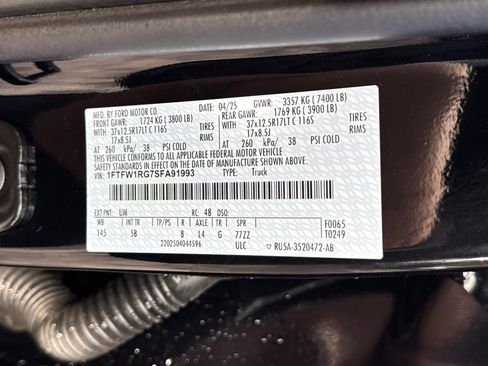 MFD. BY FORD MOTOR CO.
DATE: 04/25 GVWR: 3357 KG (7400 LB)
FRONT GAWR: 1724 KG (3800 LB) REAR GAWR: 1769 KG (3900 LB)
WITH 37x12.5R17LT C 116S TIRES WITH 37x12.5R17LT C 116S TIRES
17x8.5J RIMS 17x8.5J RIMS
AT 260 kPa/ 38 PSI COLD AT 260 kPa/ 38 PSI COLD
THIS VEHICLE CONFORMS TO ALL APPLICABLE FEDERAL MOTOR VEHICLE
SAFETY STANDARDS IN EFFECT ON THE DATE OF MANUFACTURE SHOWN ABOVE.
VIN: 1FTFW1RG7SFA91993 TYPE: Truck
EXT PNT: UM RC: 48 DSO: F0065
WB INT TR TP/PS R AXLE TR SPR T0249
145 5B 8 L4 G 77ZZ
2202504044596 ULC ▽ RU5A-3520472-AB